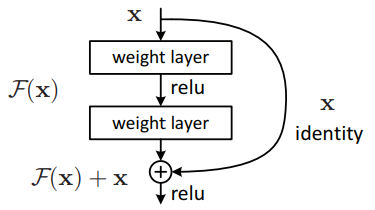 x
weight layer
F(x)
relu
x
weight layer
identity
F(x) + x
+
relu